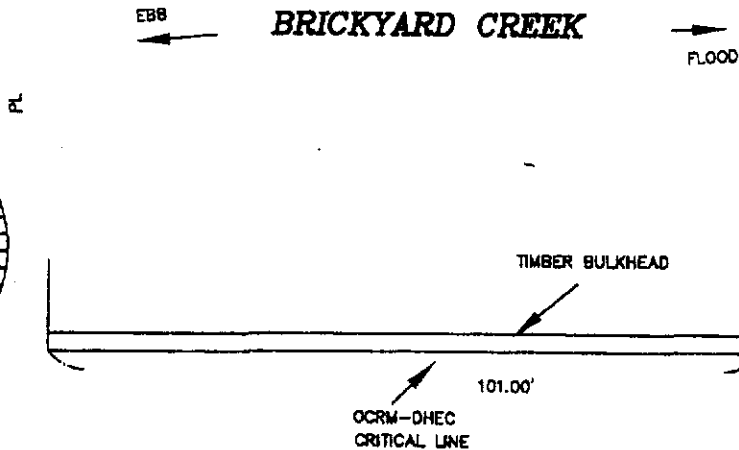 EBB
BRICKYARD CREEK
FLOOD
PL
TIMBER BULKHEAD
101.00'
OCRM-DHEC
CRITICAL LINE